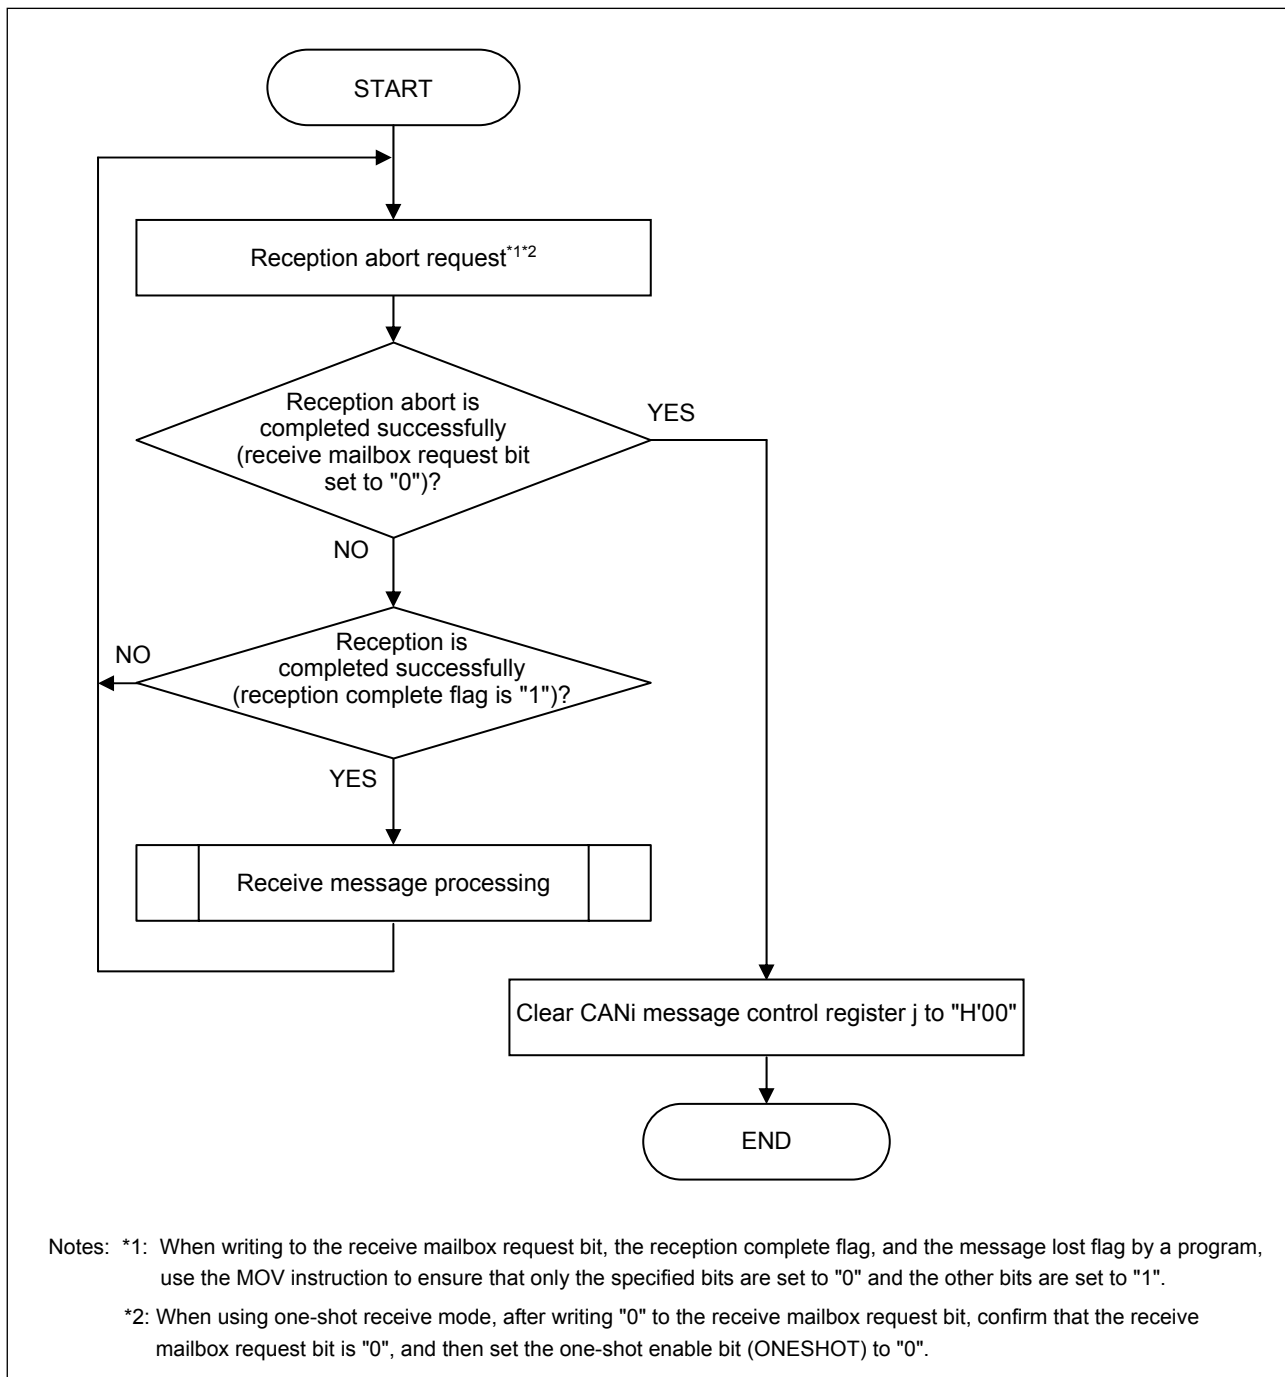 START
Reception abort request*1*2
Reception abort is
completed successfully
(receive mailbox request bit
set to "0")?
YES
NO
Reception is
completed successfully
(reception complete flag is "1")?
NO
YES
Receive message processing
Clear CANi message control register j to "H'00"
END
Notes: *1: When writing to the receive mailbox request bit, the reception complete flag, and the message lost flag by a program,
use the MOV instruction to ensure that only the specified bits are set to "0" and the other bits are set to "1".
*2: When using one-shot receive mode, after writing "0" to the receive mailbox request bit, confirm that the receive
mailbox request bit is "0", and then set the one-shot enable bit (ONESHOT) to "0".